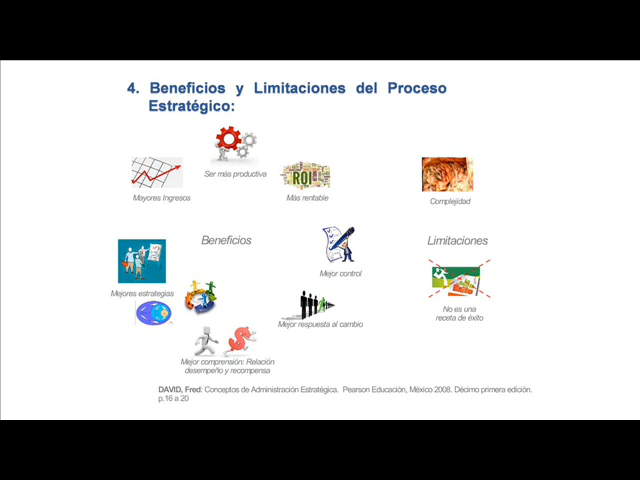 4. Beneficios y Limitaciones del Proceso
Estratégico:
Ser más productiva
ROI
Mayores Ingresos
Más rentable
Complejidad
Beneficios
Limitaciones
Mejor control
Mejores estrategias
No es una
receta de éxito
Mejor respuesta al cambio
Mejor comprensión: Relación
desempeño y recompensa
DAVID, Fred: Conceptos de Administración Estratégica. Pearson Educación, México 2008. Décimo primera edición.
p.16 a 20